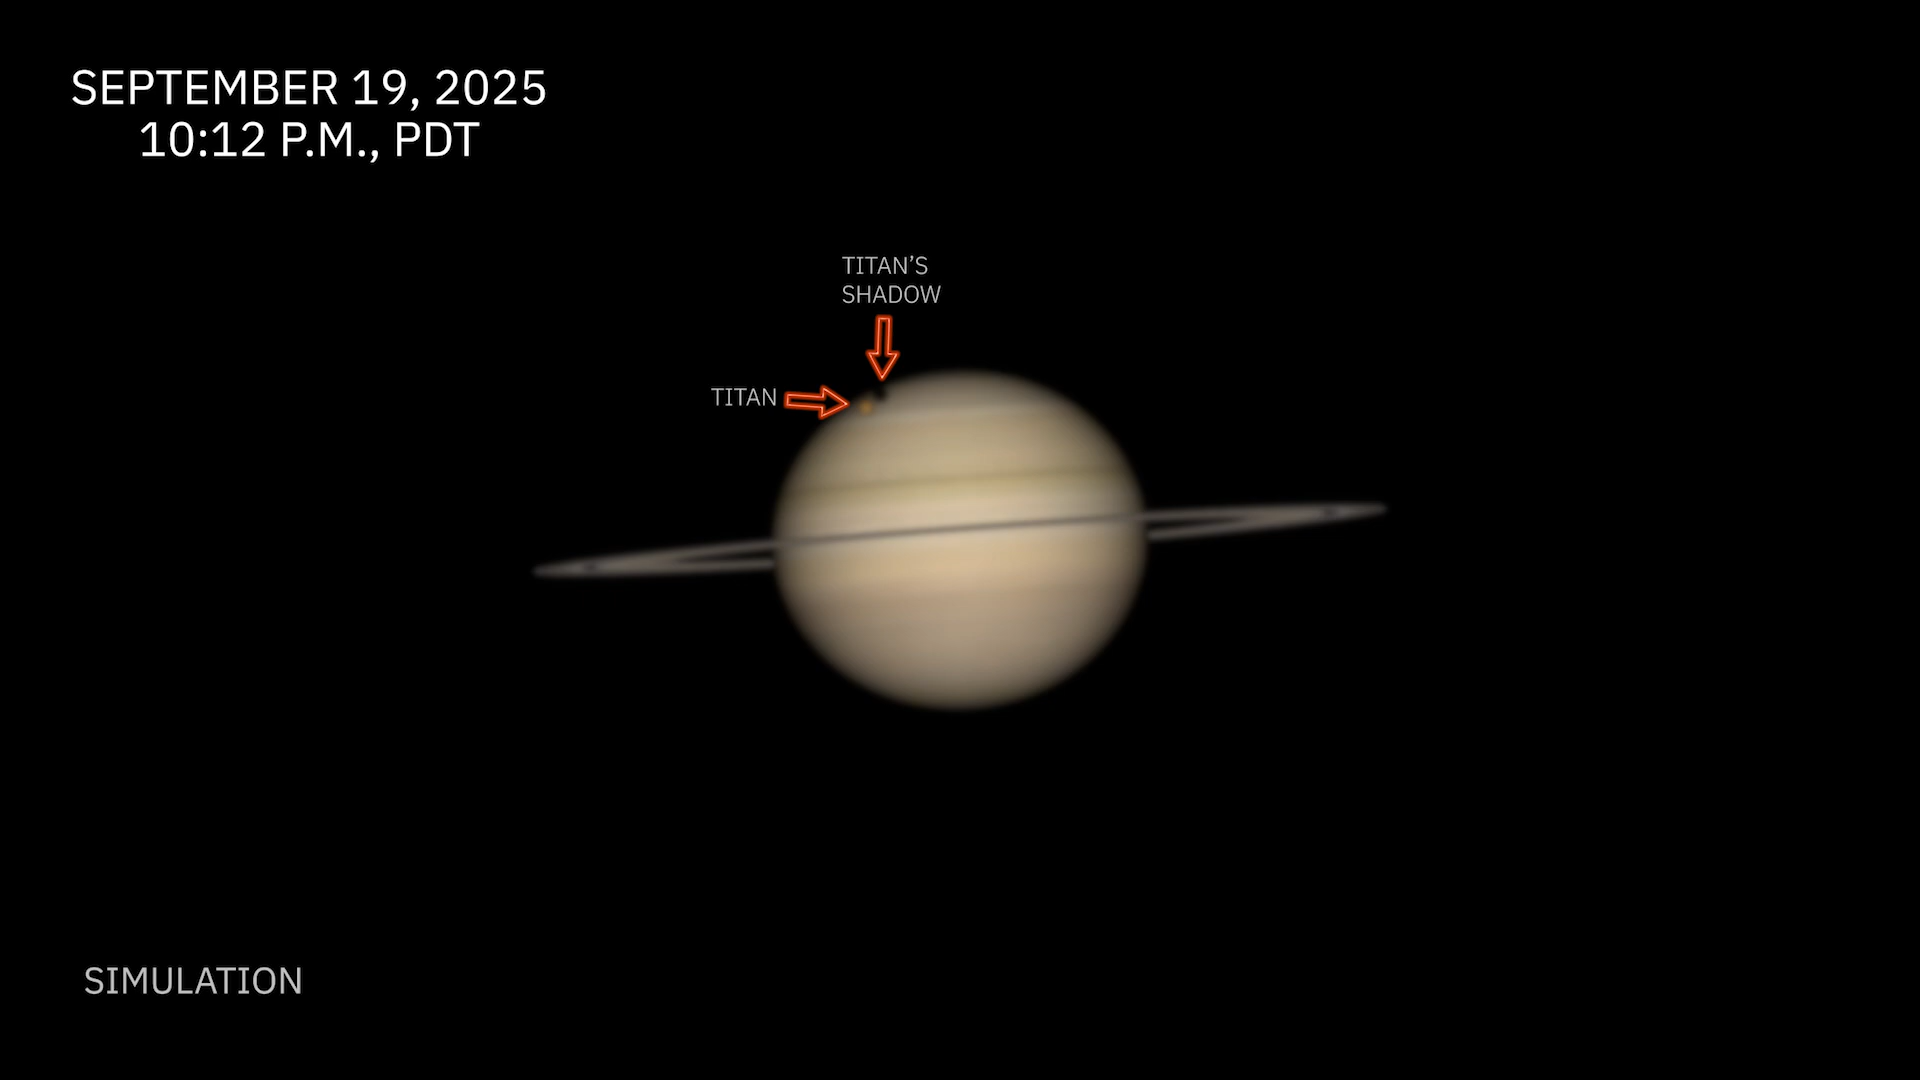 SEPTEMBER 19, 2025
10:12 P.M., PDT
TITAN’S
SHADOW
TITAN
SIMULATION